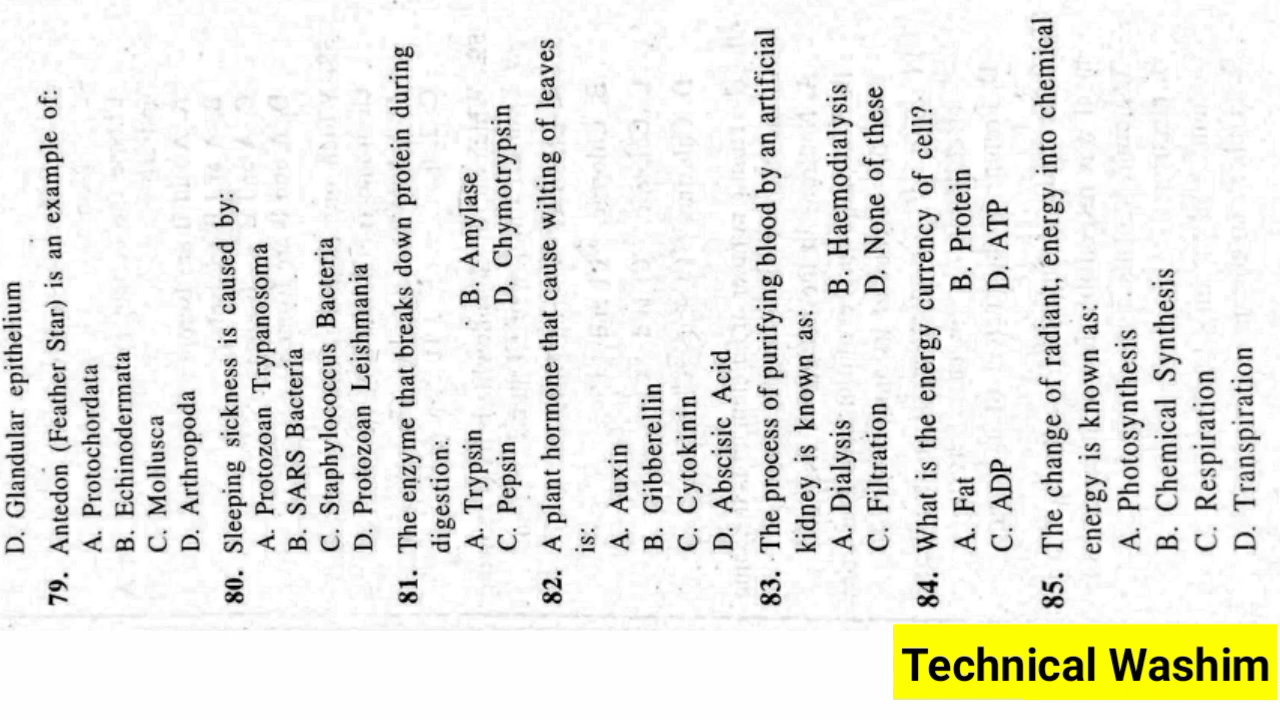 D. Glandular epithelium
79. Antedon (Feather Star) is an example of:
A. Protochordata
B. Echinodermata
C. Mollusca
D. Arthropoda
80. Sleeping sickness is caused by:
A. Protozoan Trypanosoma
B. SARS Bacteria
C. Staphylococcus Bacteria
D. Protozoan Leishmania
81. The enzyme that breaks down protein during
digestion:
A. Trypsin B. Amylase
C. Pepsin D. Chymotrypsin
82. A plant hormone that cause wilting of leaves
is:
A. Auxin
B. Gibberellin
C. Cytokinin
D. Abscisic Acid
83. The process of purifying blood by an artificial
kidney is known as:
A. Dialysis B. Haemodialysis
C. Filtration D. None of these
84. What is the energy currency of cell?
A. Fat B. Protein
C. ADP D. ATP
85. The change of radiant, energy into chemical
energy is known as:
A. Photosynthesis
B. Chemical Synthesis
C. Respiration
D. Transpiration
Technical Washim